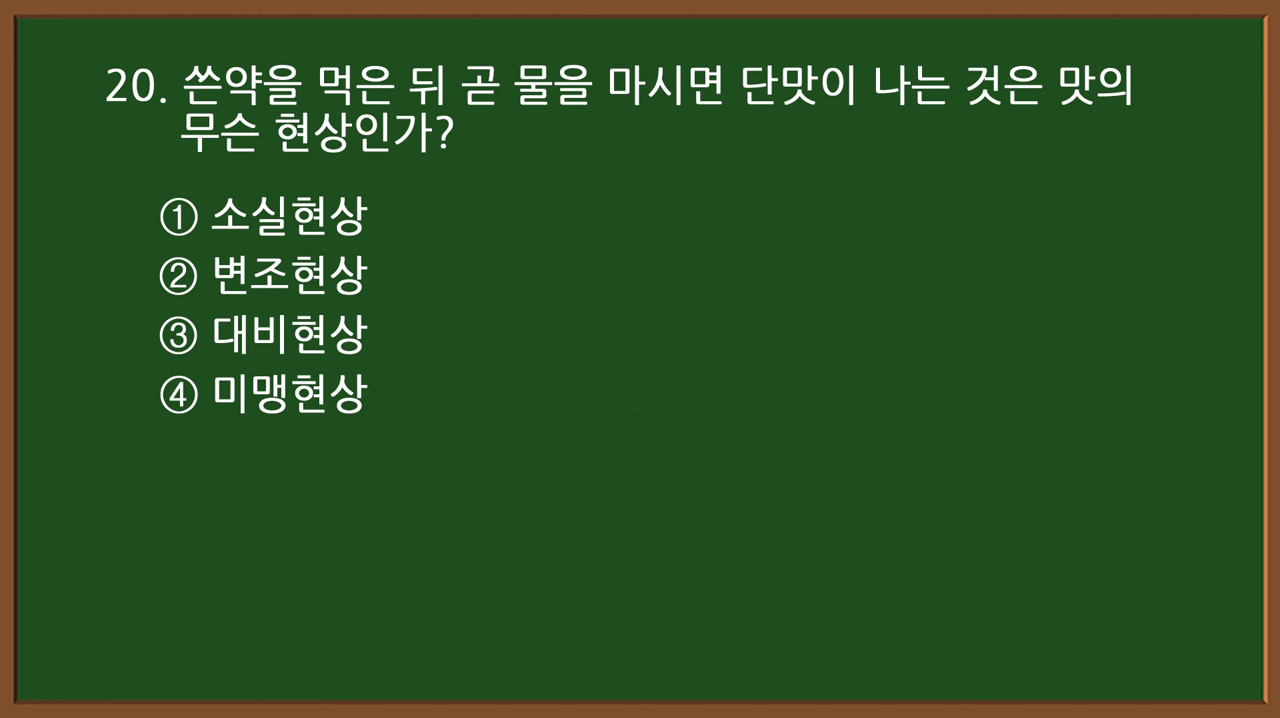 20. 쓴약을 먹은 뒤 곧 물을 마시면 단맛이 나는 것은 맛의
무슨 현상인가?
① 소실현상
② 변조현상
③ 대비현상
④ 미맹현상